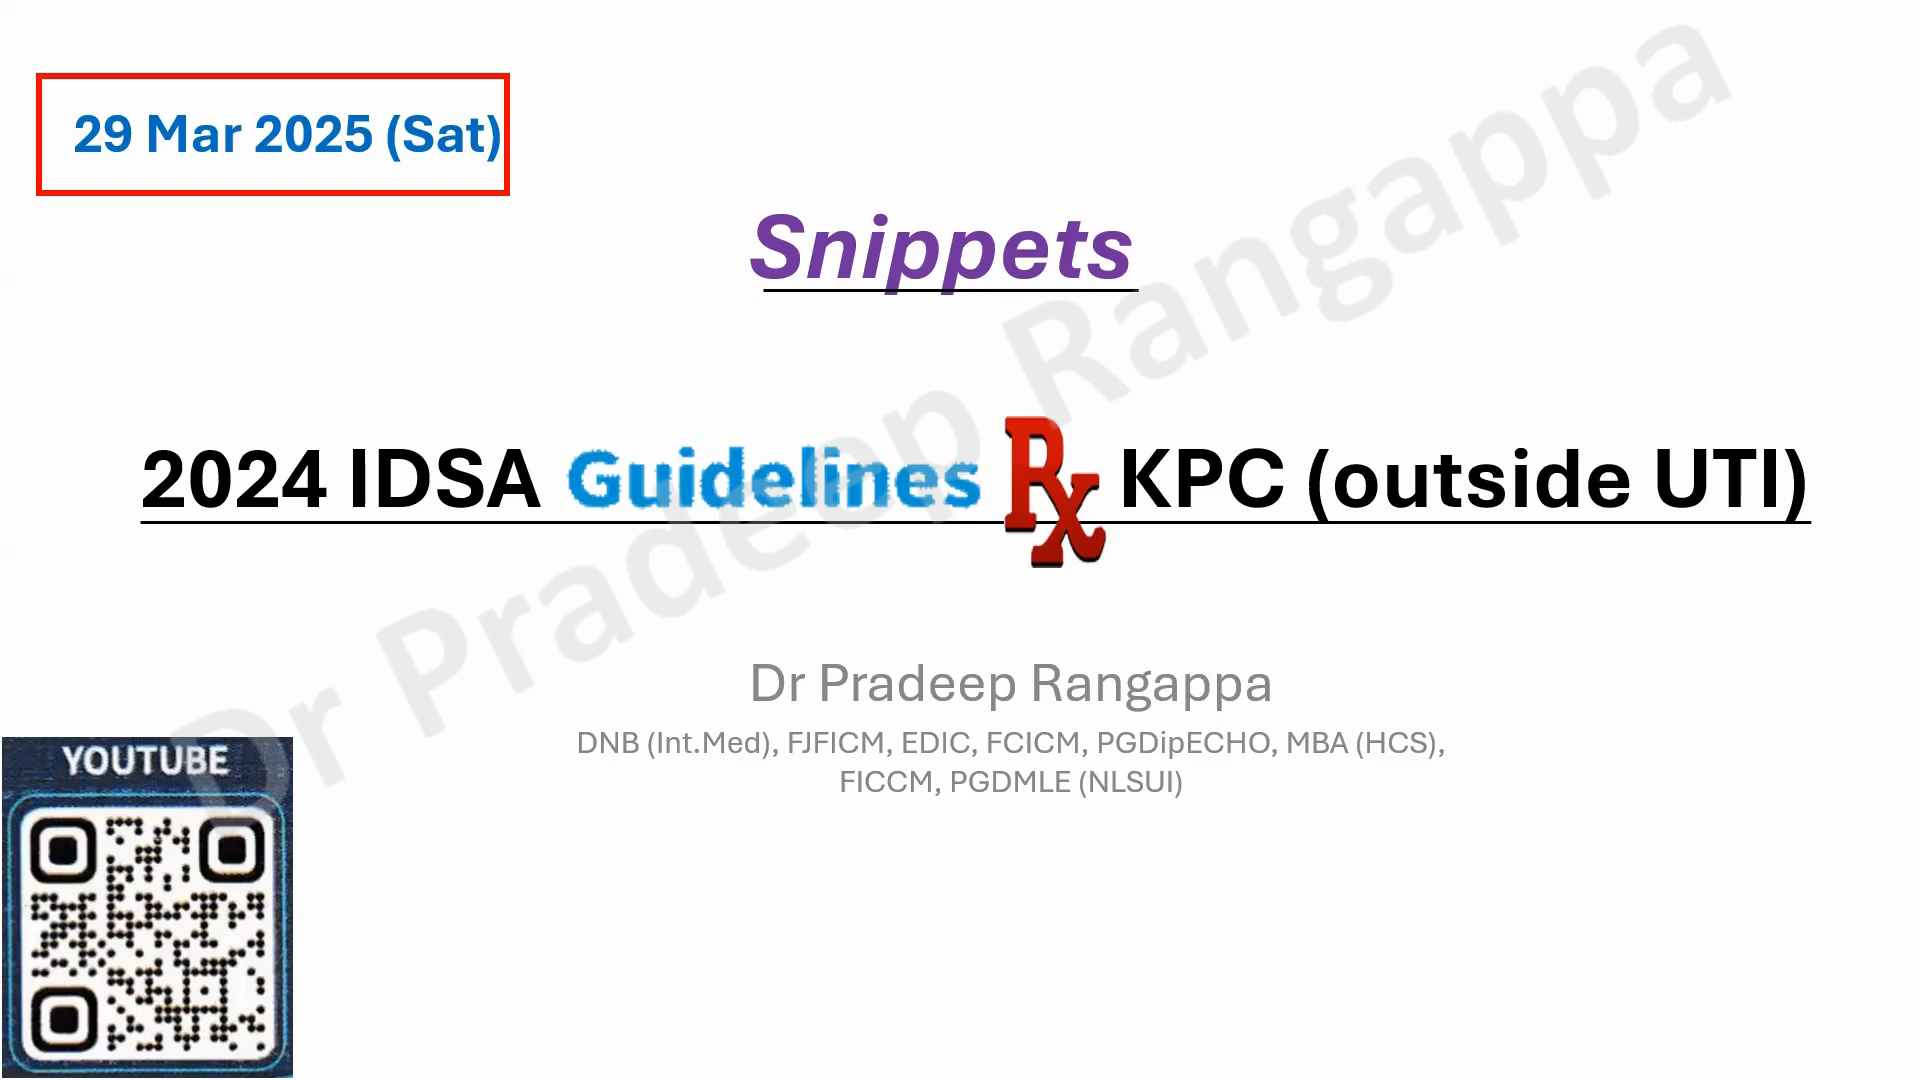 29 Mar 2025 (Sat)
Snippets
2024 IDSA Guidelines Rx KPC (outside UTI)
Dr Pradeep Rangappa
DNB (Int.Med), FJFICM, EDIC, FCICM, PGDipECHO, MBA (HCS),
FICCM, PGDMLE (NLSUI)
YOUTUBE
Dr Pradeep Rangappa